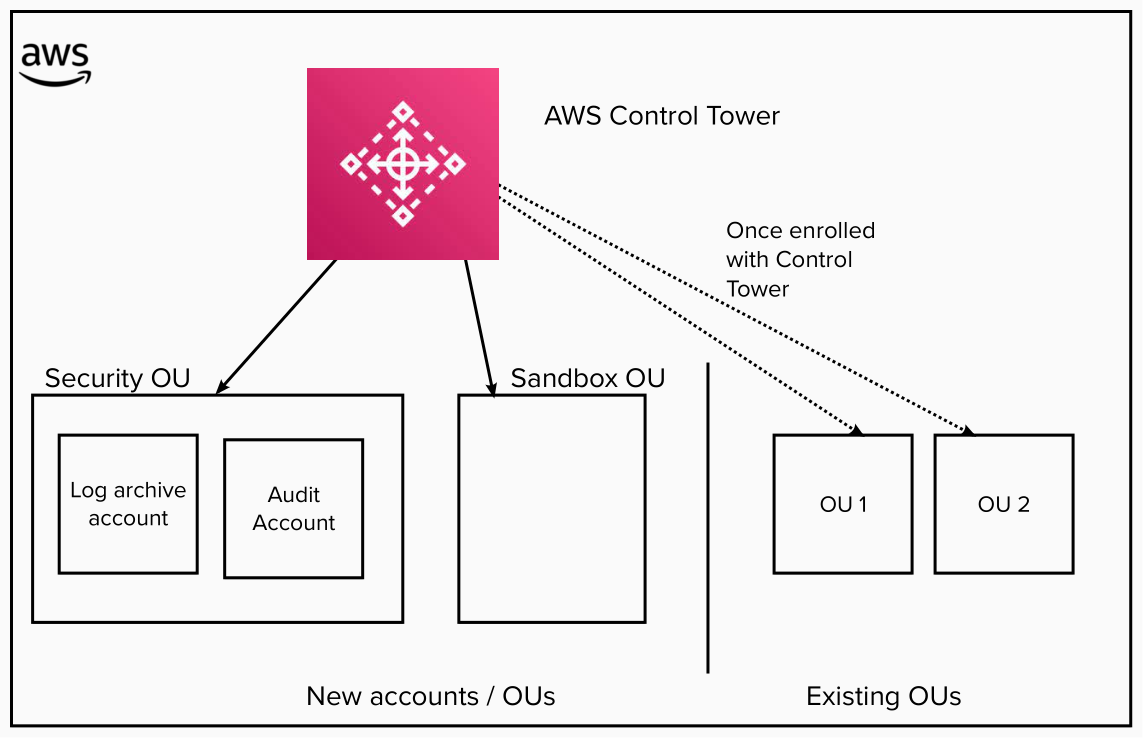 aws
AWS Control Tower
Once enrolled
with Control
Tower
Security OU
Sandbox OU
Log archive
account
Audit
Account
OU 1
OU 2
New accounts / OUs
Existing OUs